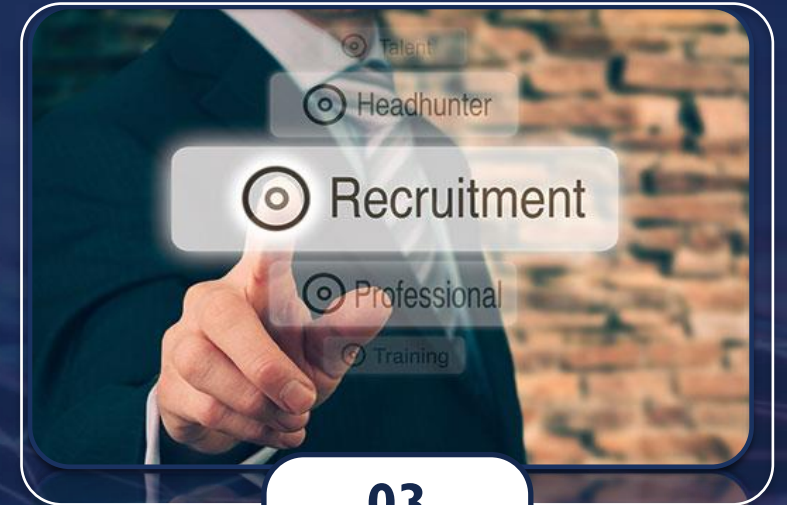 Talent
Headhunter
Recruitment
Professional
Training
03